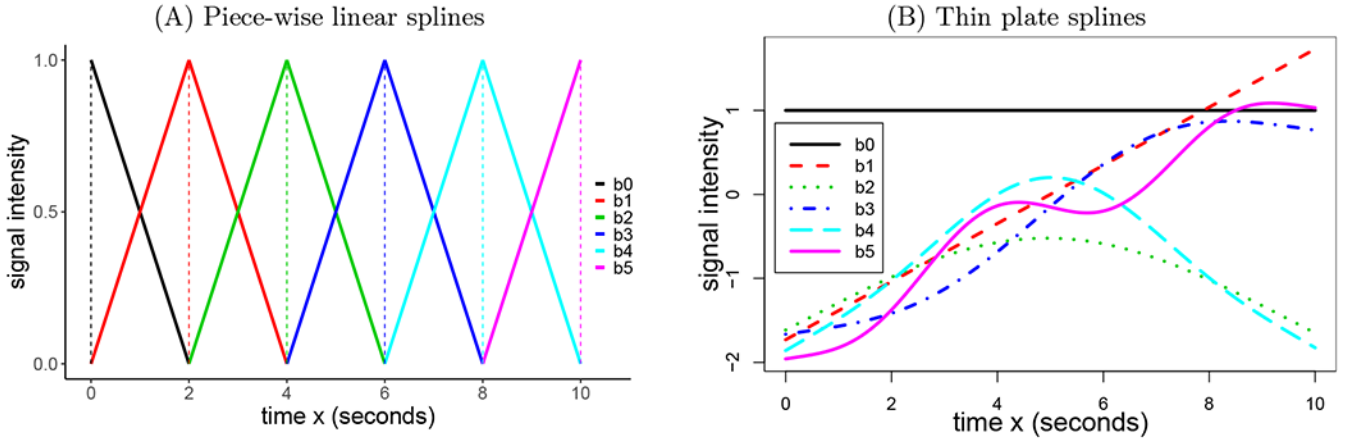 (A) Piece-wise linear splines
signal intensity
1.0
0.5
0.0
0 2 4 6 8 10
time x (seconds)
b0
b1
b2
b3
b4
b5
(B) Thin plate splines
signal intensity
1
0
−1
−2
b0
b1
b2
b3
b4
b5
0 2 4 6 8 10
time x (seconds)